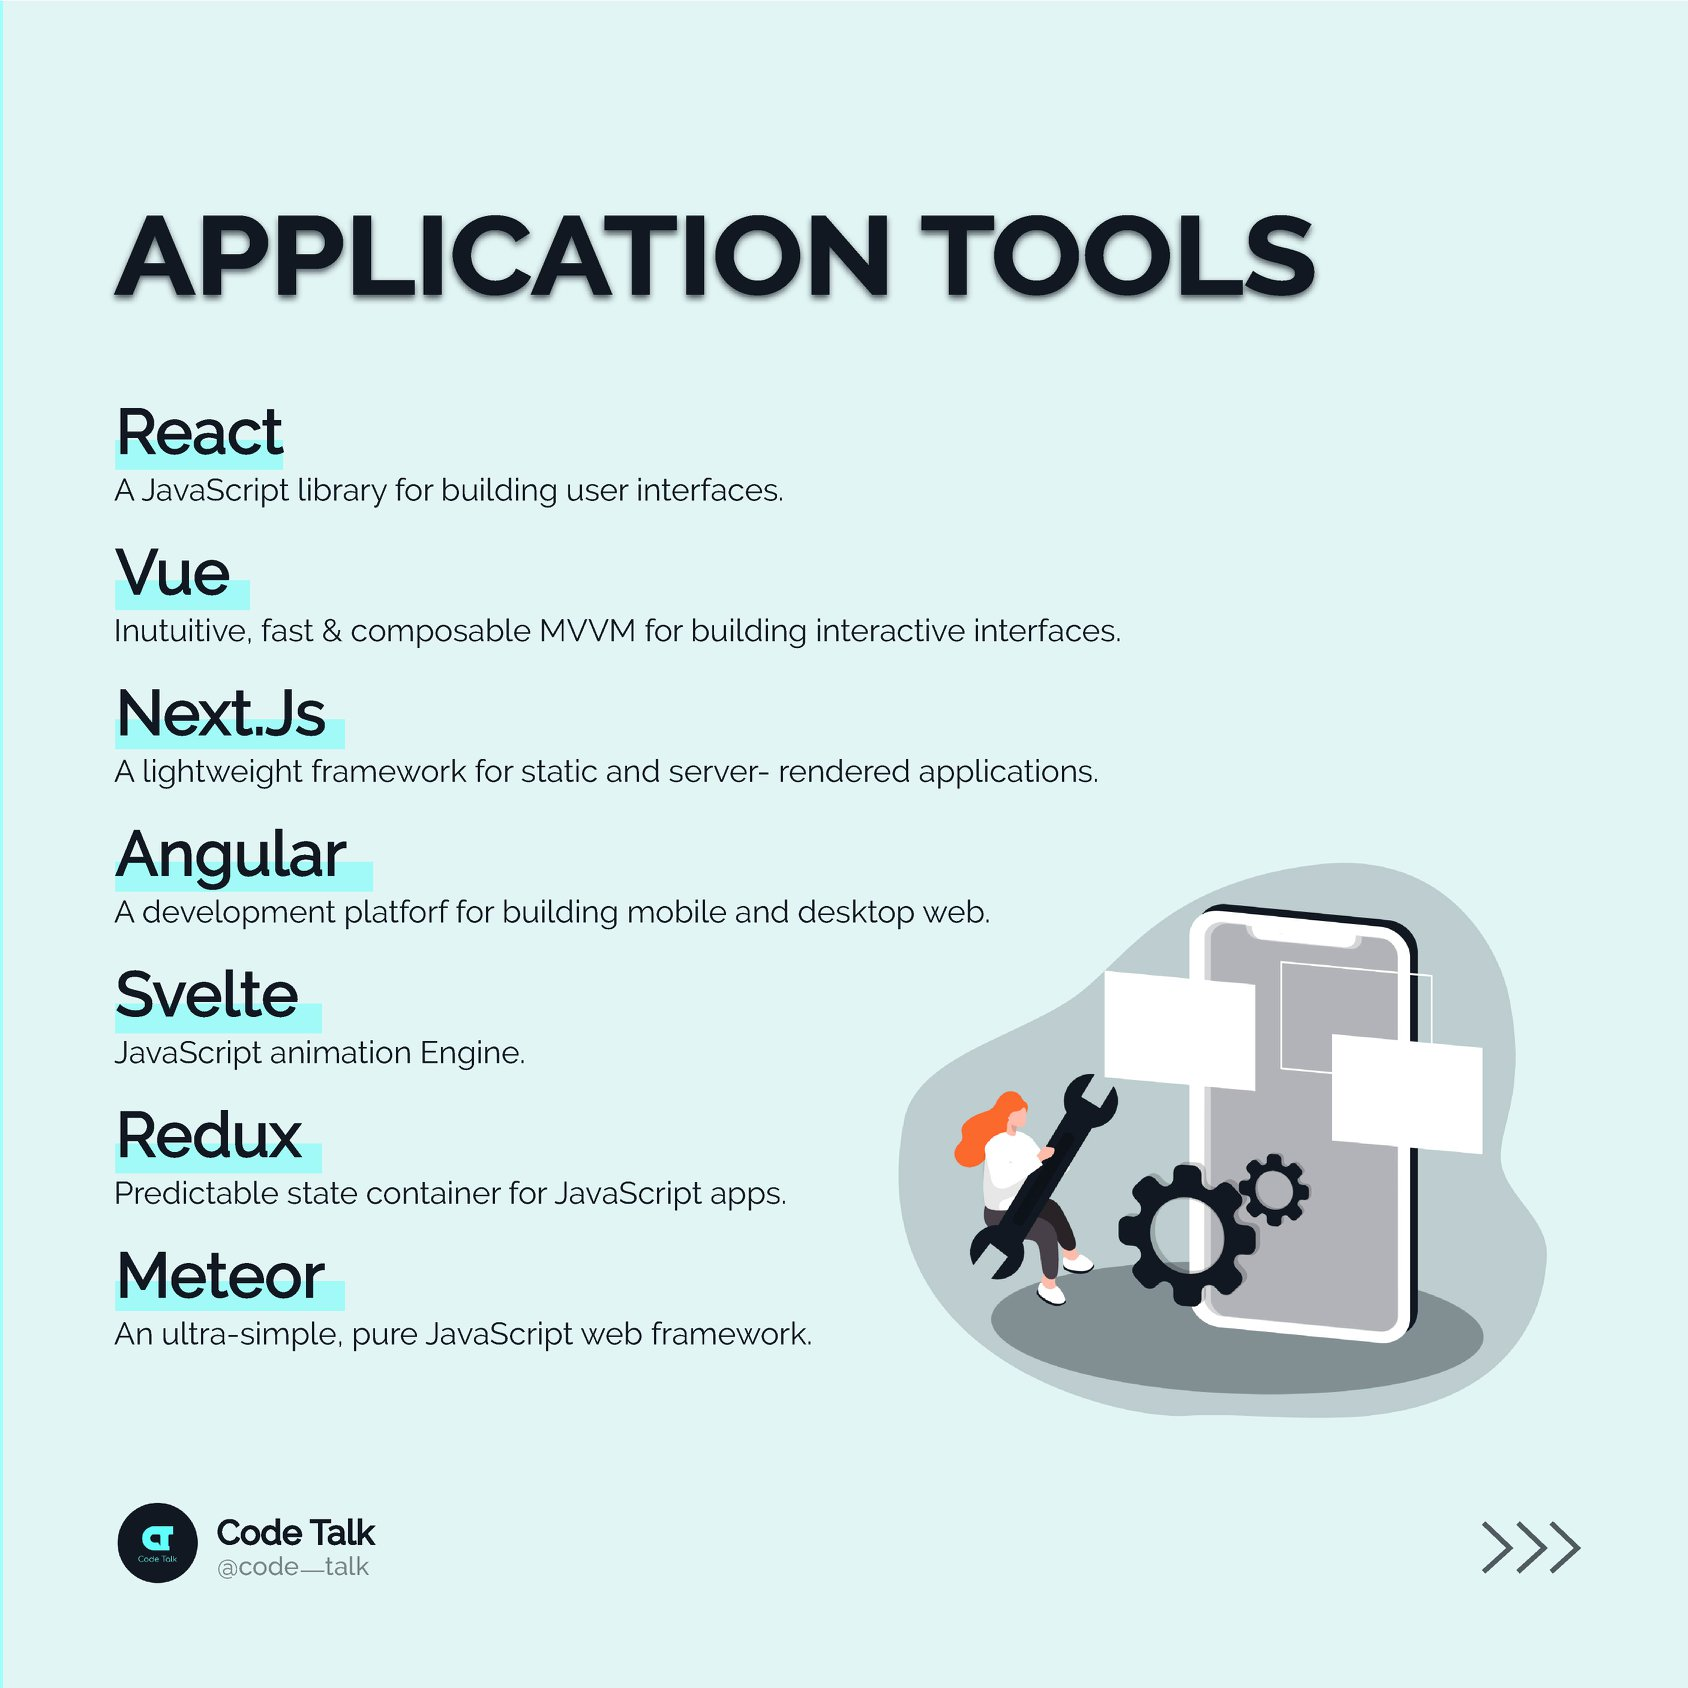 APPLICATION TOOLS
React
A JavaScript library for building user interfaces.
Vue
Inutuitive, fast & composable MVVM for building interactive interfaces.
Next.Js
A lightweight framework for static and server- rendered applications.
Angular
A development platforf for building mobile and desktop web.
Svelte
JavaScript animation Engine.
Redux
Predictable state container for JavaScript apps.
Meteor
An ultra-simple, pure JavaScript web framework.
CT
Code Talk
Code Talk
@code__talk